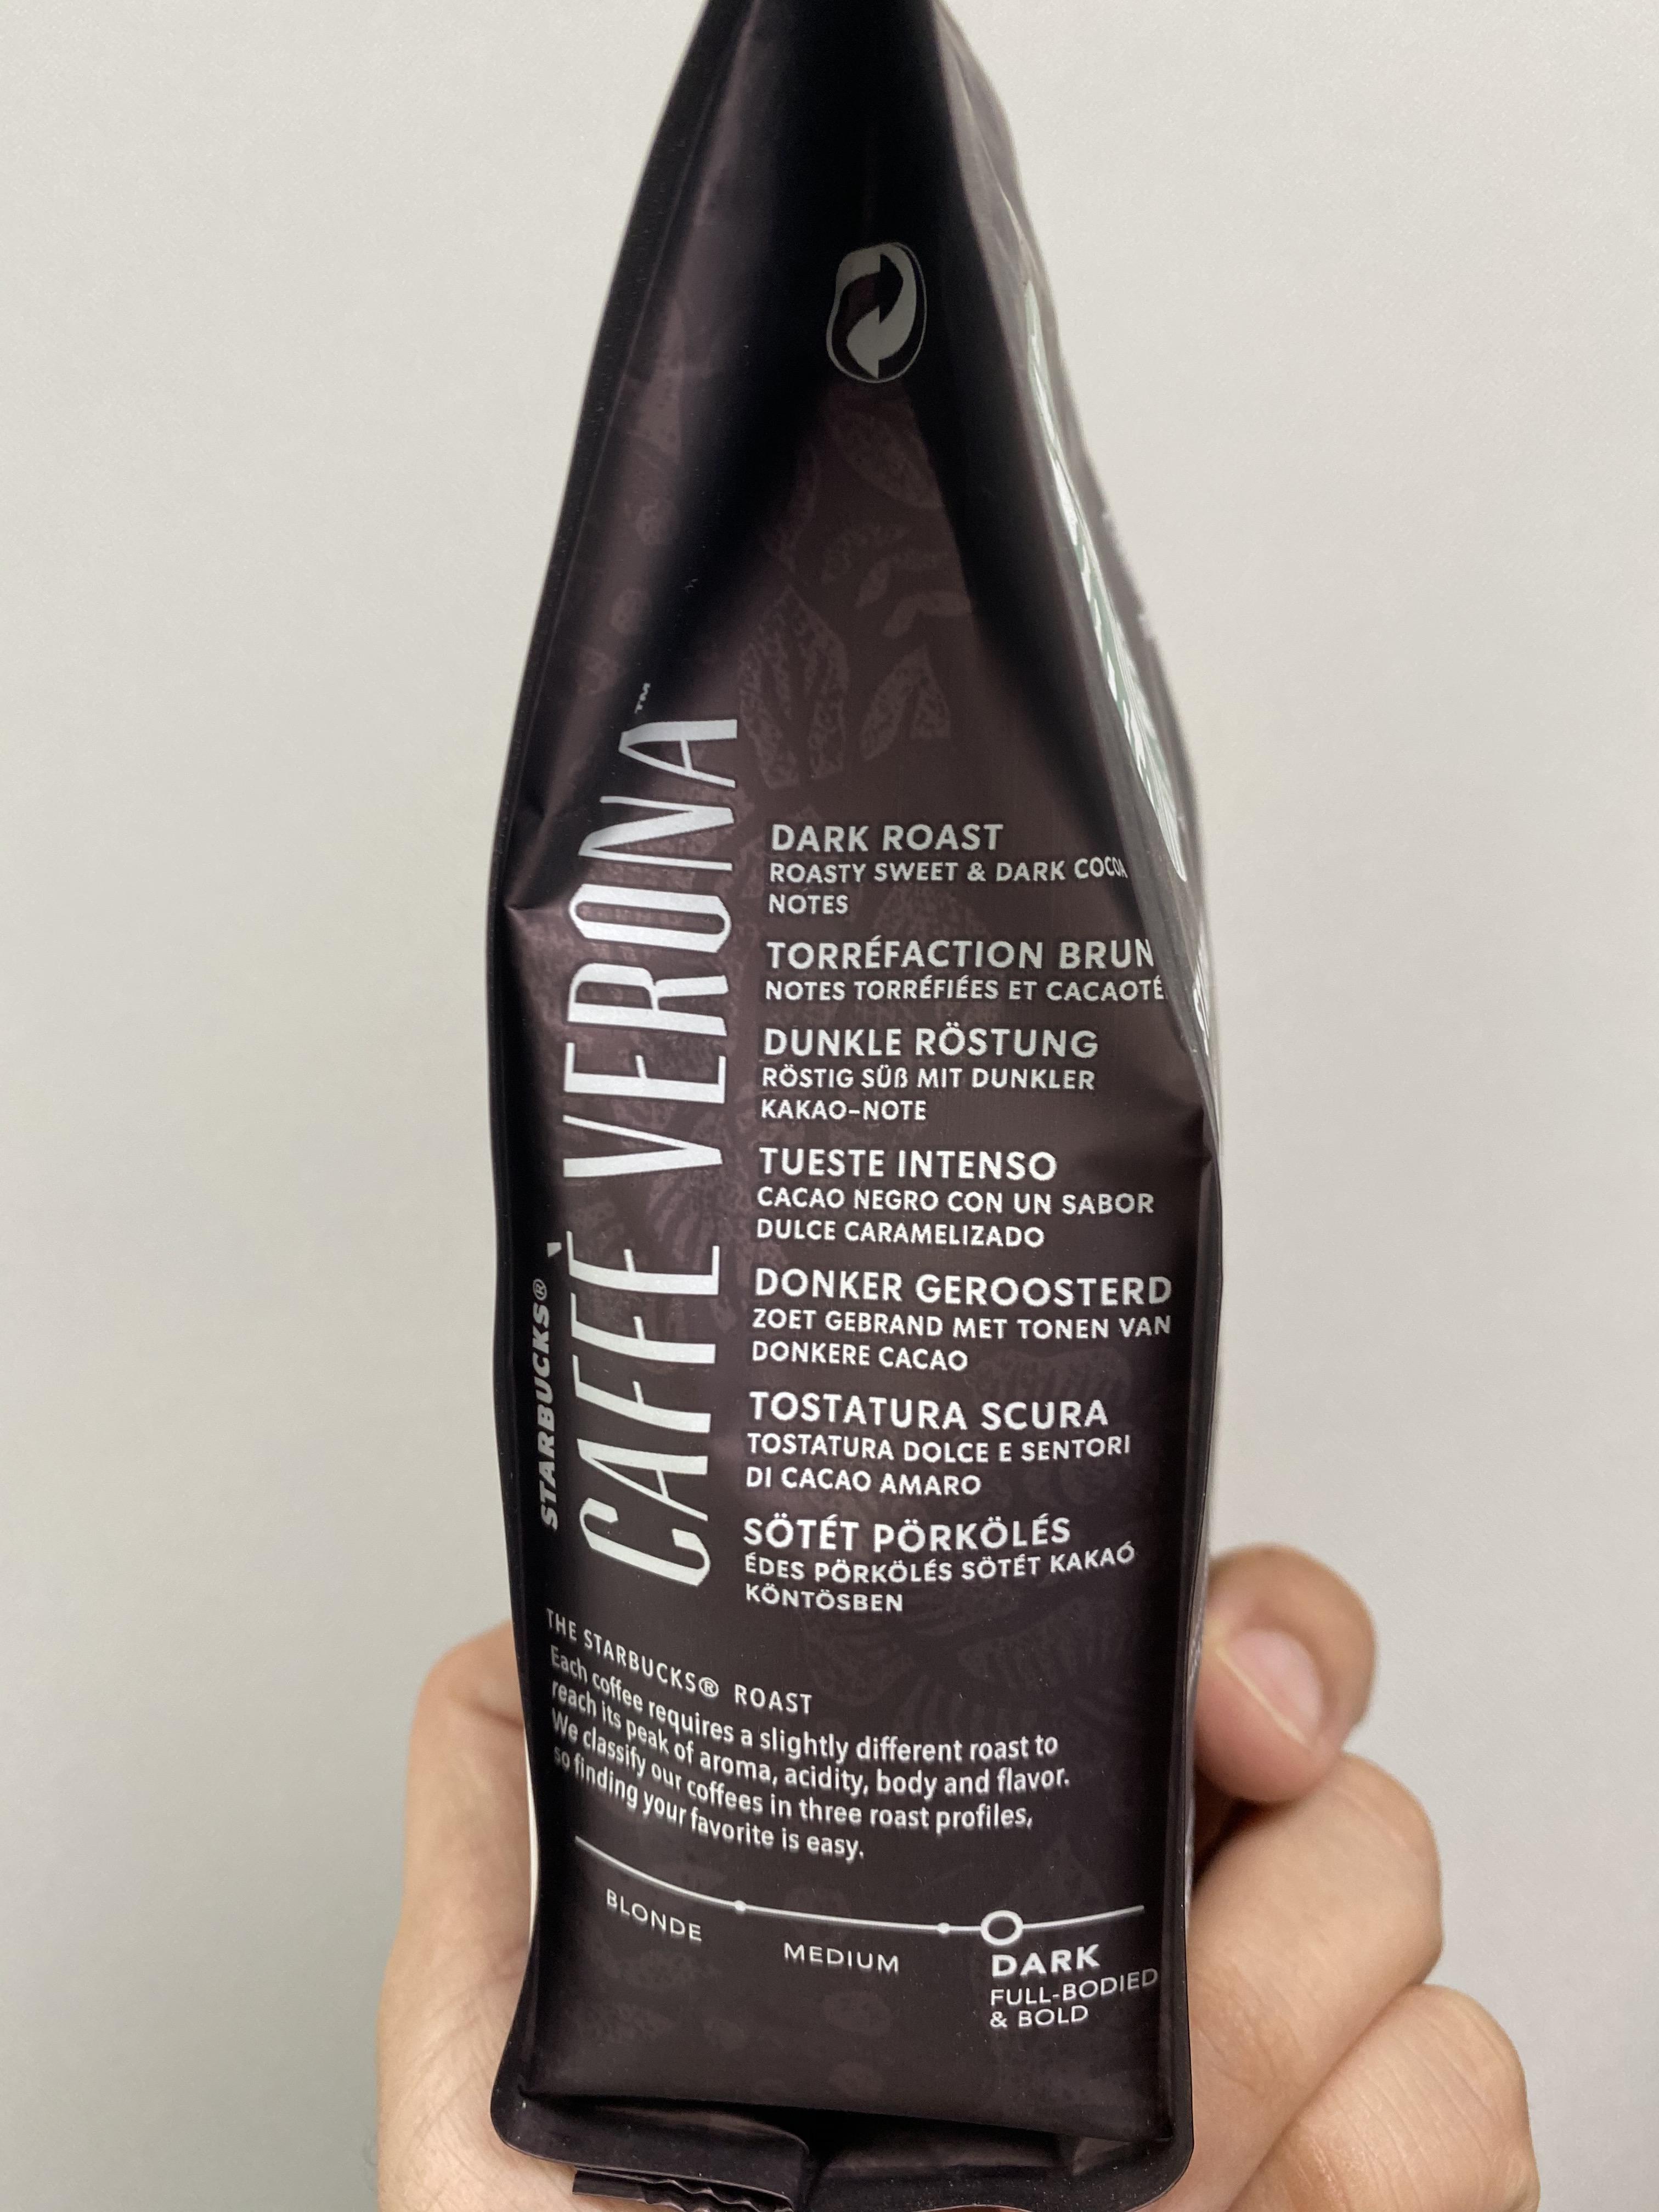 STARBUCKS®
CAFFÈ VERONA™
DARK ROAST
ROASTY SWEET & DARK COCOA
NOTES
TORRÉFACTION BRUN
NOTES TORRÉFIÉES ET CACAOTÉ
DUNKLE RÖSTUNG
RÖSTIG SÜß MIT DUNKLER
KAKAO-NOTE
TUESTE INTENSO
CACAO NEGRO CON UN SABOR
DULCE CARAMELIZADO
DONKER GEROOSTERD
ZOET GEBRAND MET TONEN VAN
DONKERE CACAO
TOSTATURA SCURA
TOSTATURA DOLCE E SENTORI
DI CACAO AMARO
SÖTÉT PÖRKÖLÉS
ÉDES PÖRKÖLÉS SÖTÉT KAKAÓ
KÖNTÖSBEN
THE STARBUCKS® ROAST
Each coffee requires a slightly different roast to
reach its peak of aroma, acidity, body and flavor.
We classify our coffees in three roast profiles,
so finding your favorite is easy.
BLONDE
MEDIUM
DARK
FULL-BODIED
& BOLD